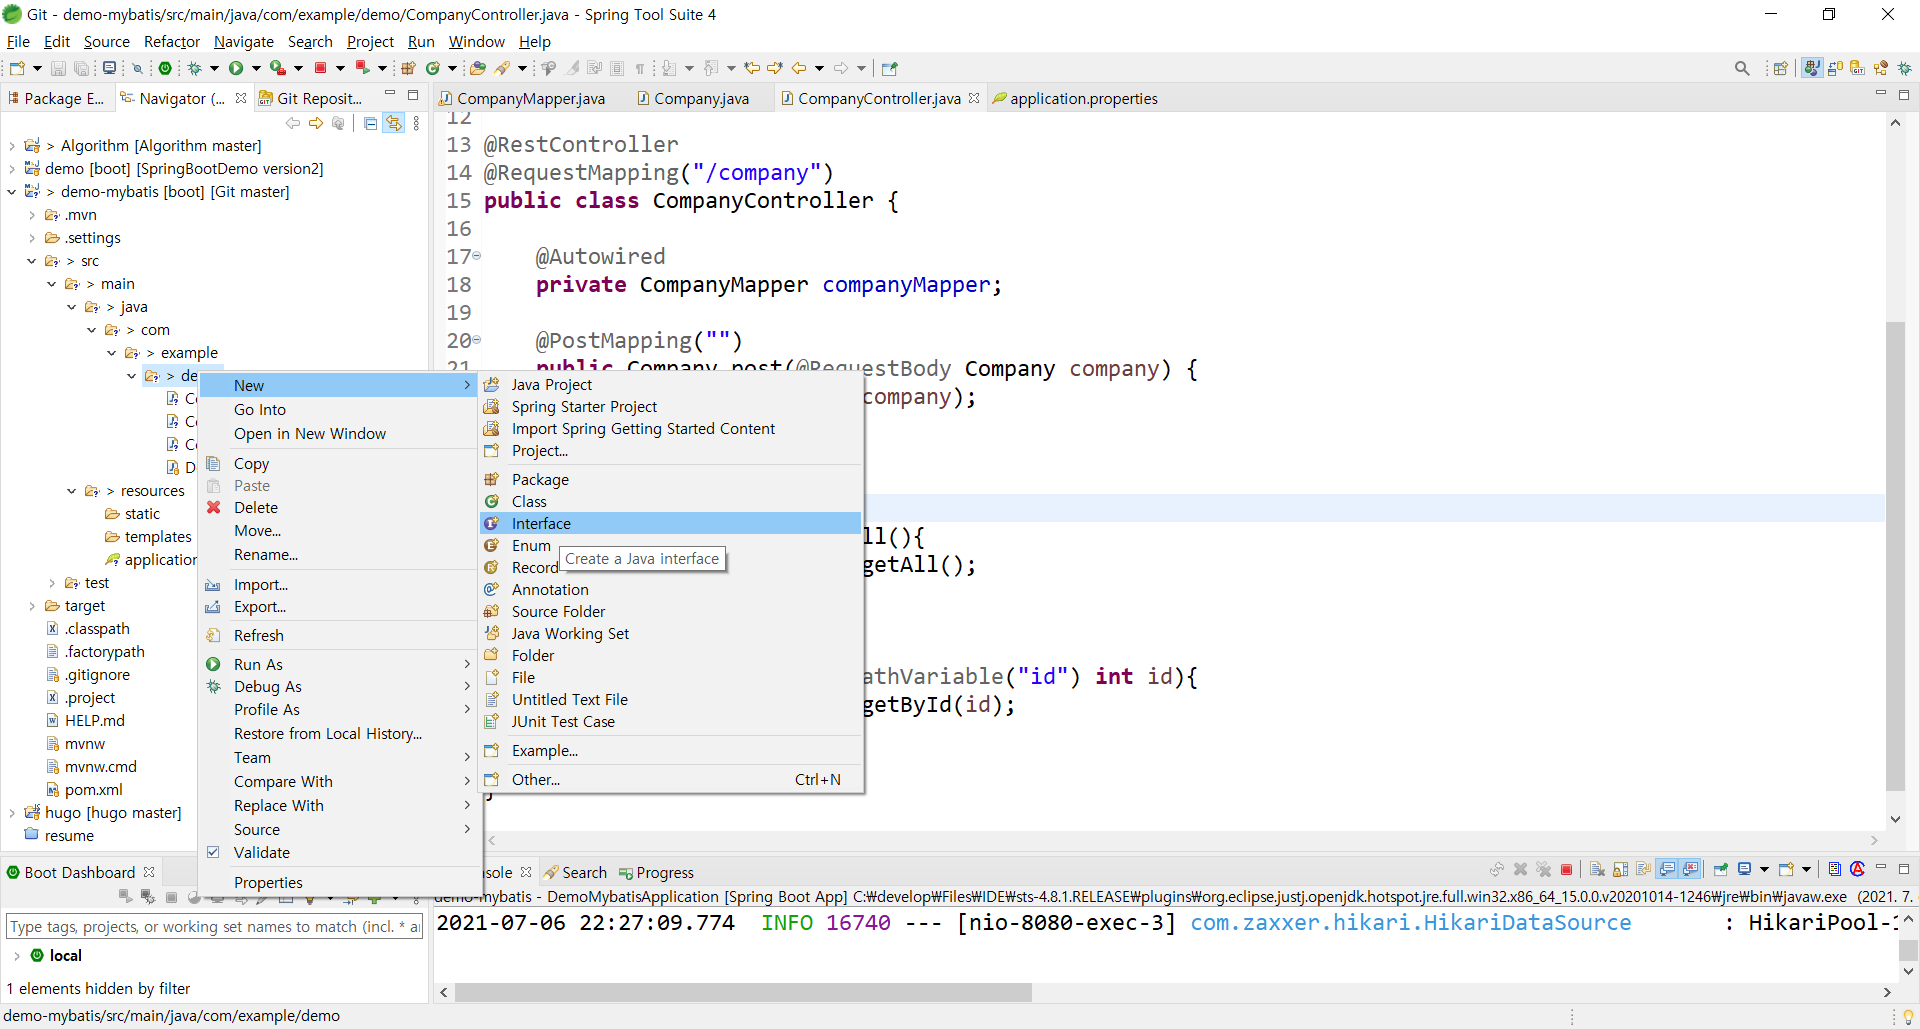 Git - demo-mybatis/src/main/java/com/example/demo/CompanyController.java - Spring Tool Suite 4
File Edit Source Refactor Navigate Search Project Run Window Help
Package E... Navigator (... Git Reposit...
CompanyMapper.java Company.java CompanyController.java application.properties
> Algorithm [Algorithm master]
demo [boot] [SpringBootDemo version2]
> demo-mybatis [boot] [Git master]
.mvn
.settings
> src
> main
> java
> com
> example
> de
C
C
C
D
> resources
static
templates
application
test
target
.classpath
.factorypath
.gitignore
.project
HELP.md
mvnw
mvnw.cmd
pom.xml
hugo [hugo master]
resume
12
13 @RestController
14 @RequestMapping("/company")
15 public class CompanyController {
16
17 @Autowired
18 private CompanyMapper companyMapper;
19
20 @PostMapping("")
21 public Company post(@RequestBody Company company) {
company);
ll(){
getAll();
athVariable("id") int id){
getById(id);
}
New
Go Into
Open in New Window
Copy
Paste
Delete
Move...
Rename...
Import...
Export...
Refresh
Run As
Debug As
Profile As
Restore from Local History...
Team
Compare With
Replace With
Source
Validate
Properties
Java Project
Spring Starter Project
Import Spring Getting Started Content
Project...
Package
Class
Interface
Enum
Create a Java interface
Record
Annotation
Source Folder
Java Working Set
Folder
File
Untitled Text File
JUnit Test Case
Example...
Other... Ctrl+N
Boot Dashboard
Type tags, projects, or working set names to match (incl. * a
local
1 elements hidden by filter
sole Search Progress
demo-mybatis - DemoMybatisApplication [Spring Boot App] C:₩develop₩Files₩IDE₩sts-4.8.1.RELEASE₩plugins₩org.eclipse.justj.openjdk.hotspot.jre.full.win32.x86_64_15.0.0.v20201014-1246₩jre₩bin₩javaw.exe (2021. 7.
2021-07-06 22:27:09.774 INFO 16740 --- [nio-8080-exec-3] com.zaxxer.hikari.HikariDataSource : HikariPool-1
demo-mybatis/src/main/java/com/example/demo